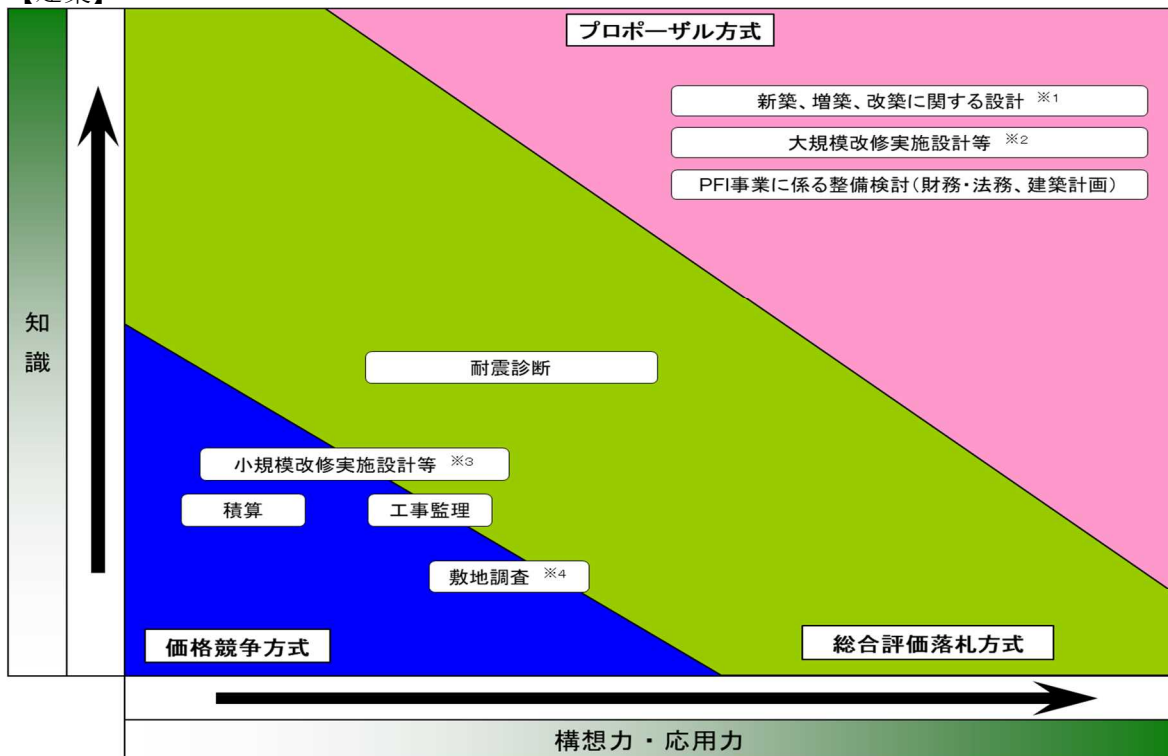 【建築】
プロポーザル方式
新築、増築、改築に関する設計 ※1
大規模改修実施設計等 ※2
PFI事業に係る整備検討(財務・法務、建築計画)
知識
耐震診断
小規模改修実施設計等 ※3
積算
工事監理
敷地調査 ※4
価格競争方式
総合評価落札方式
構想力・応用力